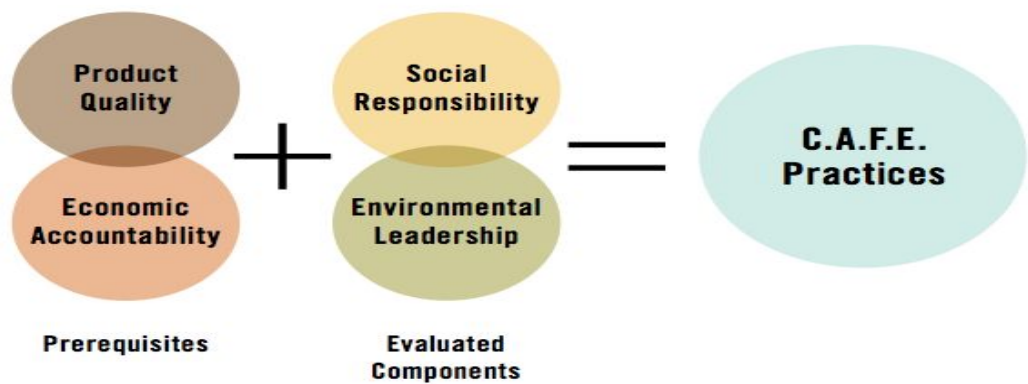 Product
Quality
Economic
Accountability
Prerequisites
+
Social
Responsibility
Environmental
Leadership
Evaluated
Components
=
C.A.F.E.
Practices